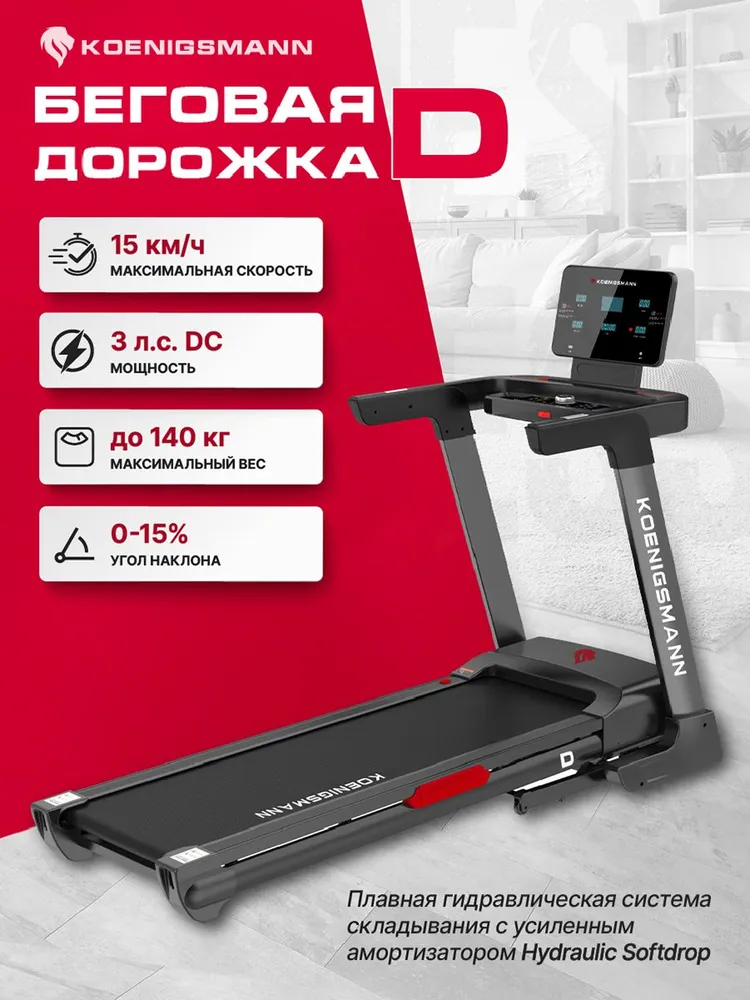 KOENIGSMANN
БЕГОВАЯ
ДОРОЖКА
D
15 км/ч
МАКСИМАЛЬНАЯ СКОРОСТЬ
3 л.с. DC
МОЩНОСТЬ
до 140 кг
МАКСИМАЛЬНЫЙ ВЕС
0-15%
УГОЛ НАКЛОНА
KOENIGSMANN
KOENIGSMANN
D
KOENIGSMANN
Плавная гидравлическая система
складывания с усиленным
амортизатором Hydraulic Softdrop